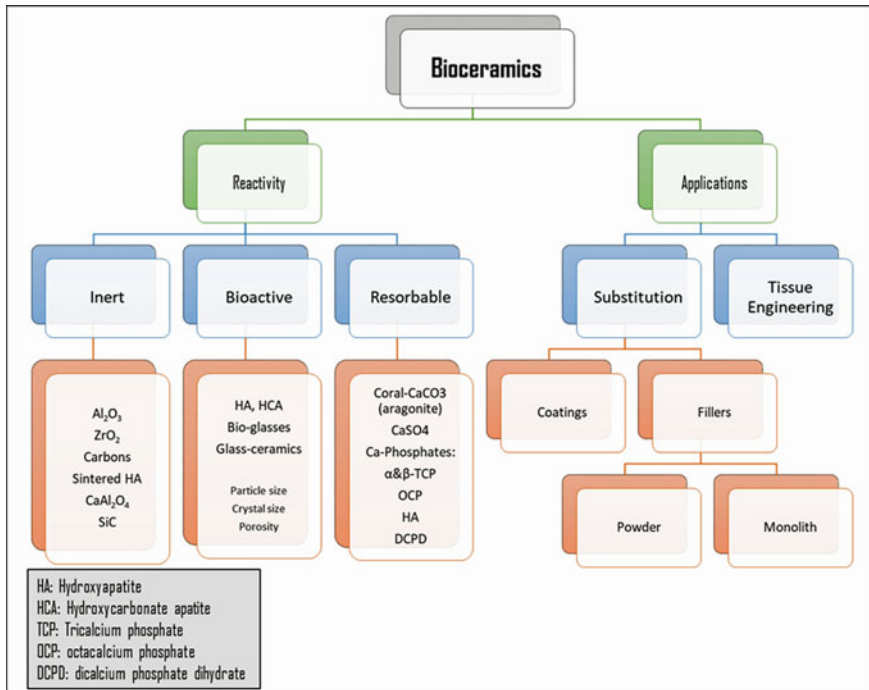 Bioceramics
Reactivity
Applications
Inert
Bioactive
Resorbable
Substitution
Tissue
Engineering
Al₂O₃
ZrO₂
Carbons
Sintered HA
CaAl₂O₄
SiC
HA, HCA
Bio-glasses
Glass-ceramics
Particle size
Crystal size
Porosity
Coral-CaCO3
(aragonite)
CaSO4
Ca-Phosphates:
α&β-TCP
OCP
HA
DCPD
Coatings
Fillers
Powder
Monolith
HA: Hydroxyapatite
HCA: Hydroxycarbonate apatite
TCP: Tricalcium phosphate
OCP: octacalcium phosphate
DCPD: dicalcium phosphate dihydrate